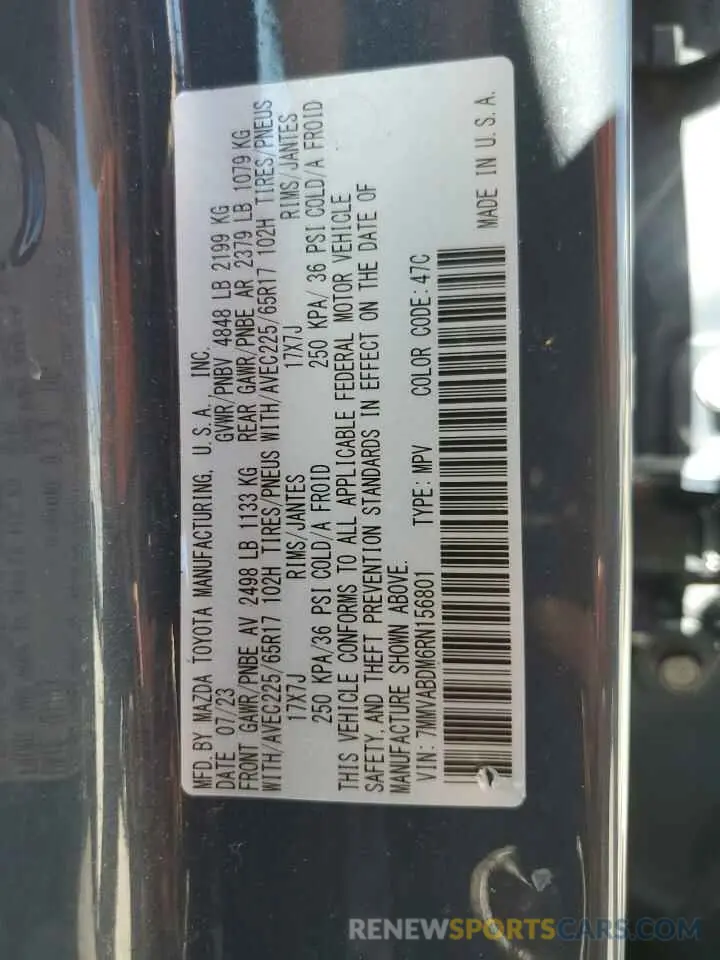 MFD. BY MAZDA TOYOTA MANUFACTURING, U.S.A. INC.
DATE 07/23 GVWR/PNBV 4848 LB 2199 KG
FRONT GAWR/PNBE AV 2498 LB 1133 KG REAR GAWR/PNBE AR 2379 LB 1079 KG
WITH/AVEC225/65R17 102H TIRES/PNEUS WITH/AVEC225/65R17 102H TIRES/PNEUS
17X7J RIMS/JANTES 17X7J RIMS/JANTES
250 KPA/36 PSI COLD/A FROID 250 KPA/ 36 PSI COLD/A FROID
THIS VEHICLE CONFORMS TO ALL APPLICABLE FEDERAL MOTOR VEHICLE
SAFETY, AND THEFT PREVENTION STANDARDS IN EFFECT ON THE DATE OF
MANUFACTURE SHOWN ABOVE.
VIN: 7MMVABDM6RN156801 TYPE: MPV COLOR CODE: 47C
MADE IN U.S.A.
RENEWSPORTSCARS.COM